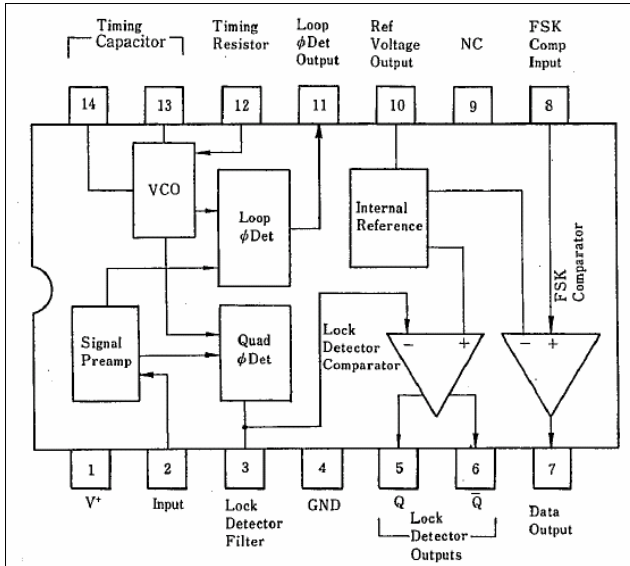 Timing
Capacitor
Timing
Resistor
Loop
φDet
Output
Ref
Voltage
Output
NC
FSK
Comp
Input
14
13
12
11
10
9
8
VCO
Loop
φDet
Internal
Reference
FSK
Comparator
Signal
Preamp
Quad
φDet
Lock
Detector
Comparator
− +
− +
1
2
3
4
5
6
7
V+
Input
Lock
Detector
Filter
GND
Q
Q̅
Lock
Detector
Outputs
Data
Output